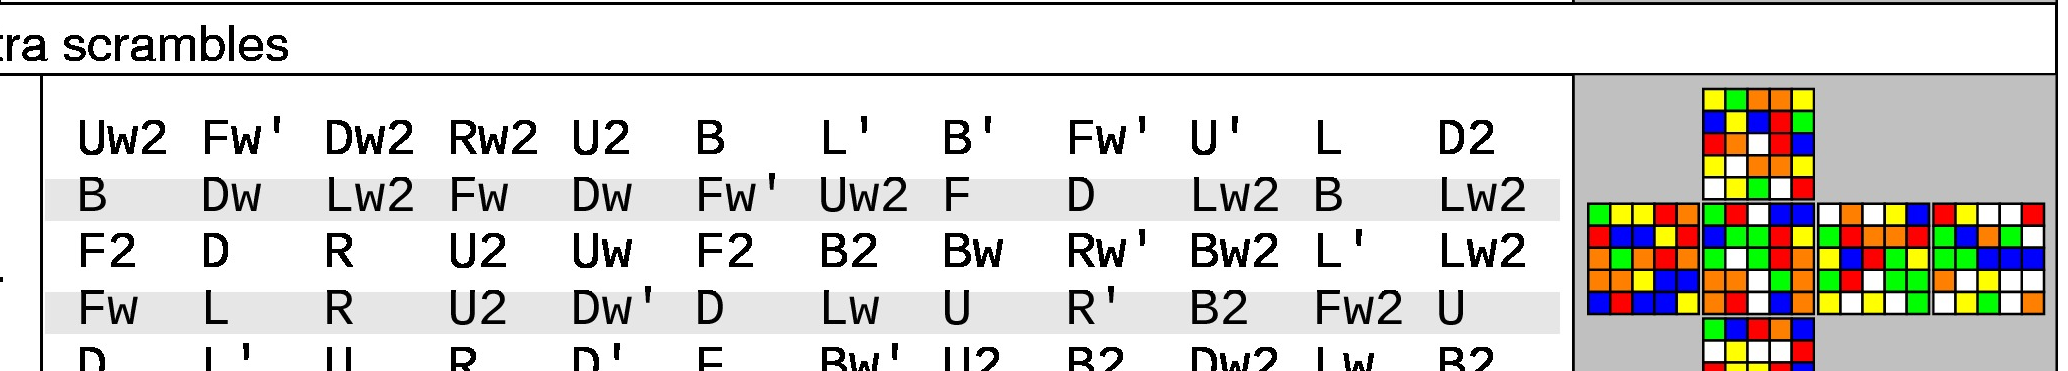 tra scrambles
Uw2 Fw' Dw2 Rw2 U2 B L' B' Fw' U' L D2
B Dw Lw2 Fw Dw Fw' Uw2 F D Lw2 B Lw2
F2 D R U2 Uw F2 B2 Bw Rw' Bw2 L' Lw2
Fw L R U2 Dw' D Lw U R' B2 Fw2 U
L' U R D' Bw' U2 B2 Dw2 Lw B2